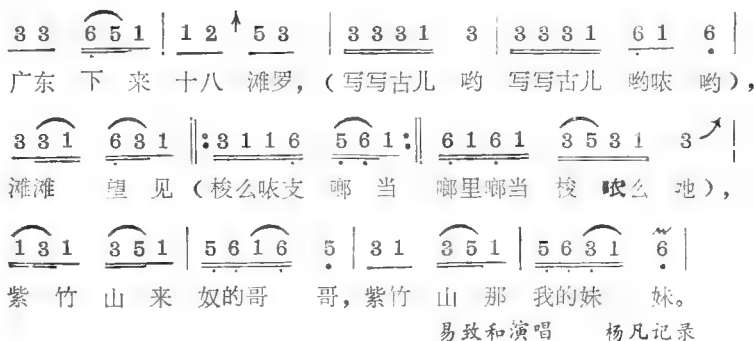 3 3 6 5 1 | 1 2 ↑ 5 3 | 3 3 3 1 3 | 3 3 3 1 6 1 6 |
广东 下 来 十八 滩罗，（写写古儿 哟 写写古儿 哟哝 哟），
3 3 1 6 3 1 ‖: 3 1 1 6 5 6 1 :‖ 6 1 6 1 3 5 3 1 3 ↗ |
滩滩 望 见（梭么哝支 啷 当 啷里啷当 梭 哝么 地），
1 3 1 3 5 1 | 5 6 1 6 5 | 3 1 3 5 1 | 5 6 3 1 6 |
紫 竹 山 来 奴的哥 哥，紫竹 山 那 我的妹 妹。
易致和演唱 杨凡记录